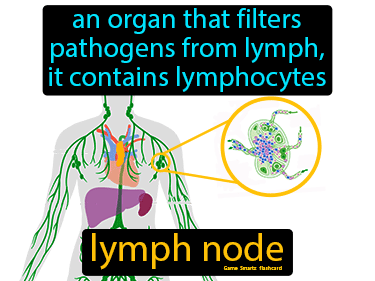 an organ that filters
pathogens from lymph,
it contains lymphocytes
lymph node
Game Smartz Flashcard